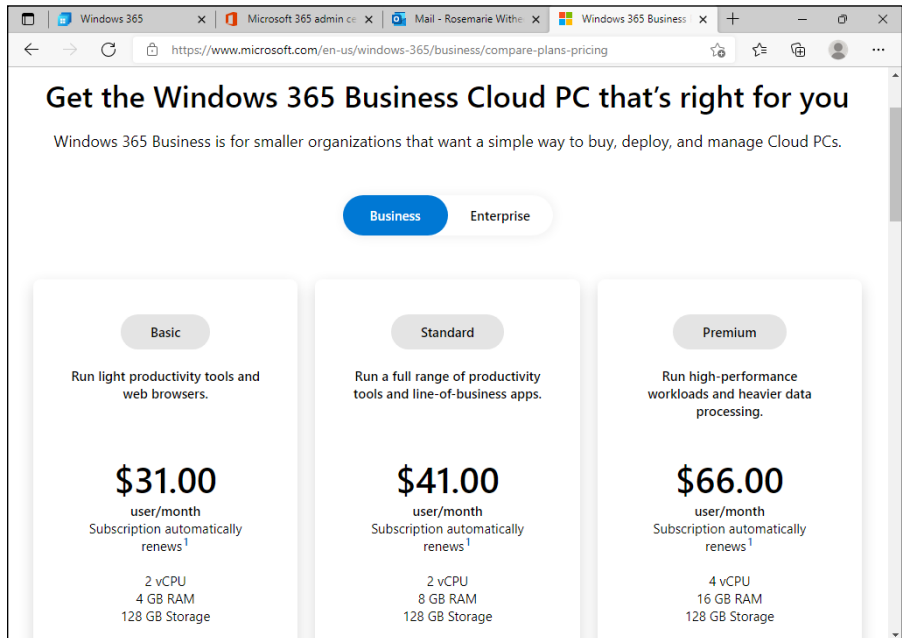 Windows 365
Microsoft 365 admin ce
Mail - Rosemarie Withe
Windows 365 Business
https://www.microsoft.com/en-us/windows-365/business/compare-plans-pricing
Get the Windows 365 Business Cloud PC that's right for you
Windows 365 Business is for smaller organizations that want a simple way to buy, deploy, and manage Cloud PCs.
Business
Enterprise
Basic
Run light productivity tools and
web browsers.
$31.00
user/month
Subscription automatically
renews1
2 vCPU
4 GB RAM
128 GB Storage
Standard
Run a full range of productivity
tools and line-of-business apps.
$41.00
user/month
Subscription automatically
renews1
2 vCPU
8 GB RAM
128 GB Storage
Premium
Run high-performance
workloads and heavier data
processing.
$66.00
user/month
Subscription automatically
renews1
4 vCPU
16 GB RAM
128 GB Storage